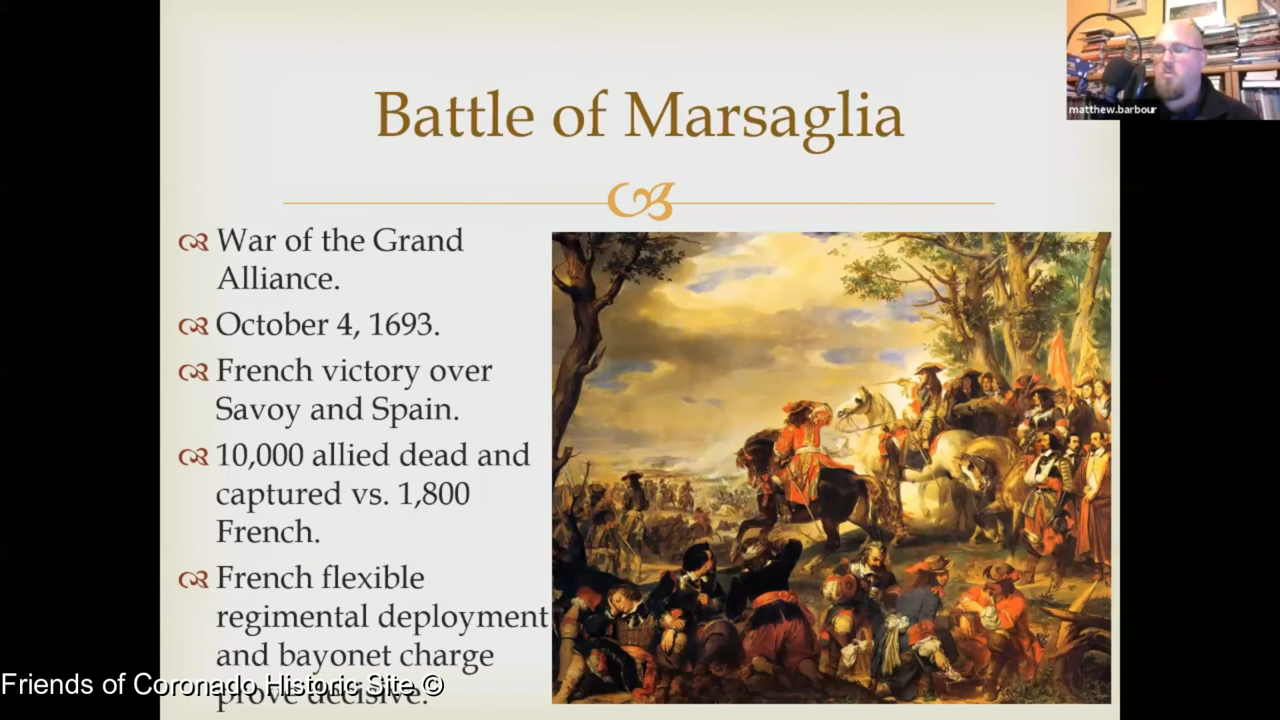 Battle of Marsaglia
matthew.barbour
War of the Grand
Alliance.
October 4, 1693.
French victory over
Savoy and Spain.
10,000 allied dead and
captured vs. 1,800
French.
French flexible
regimental deployment
and bayonet charge
prove decisive.
Friends of Coronado Historic Site ©